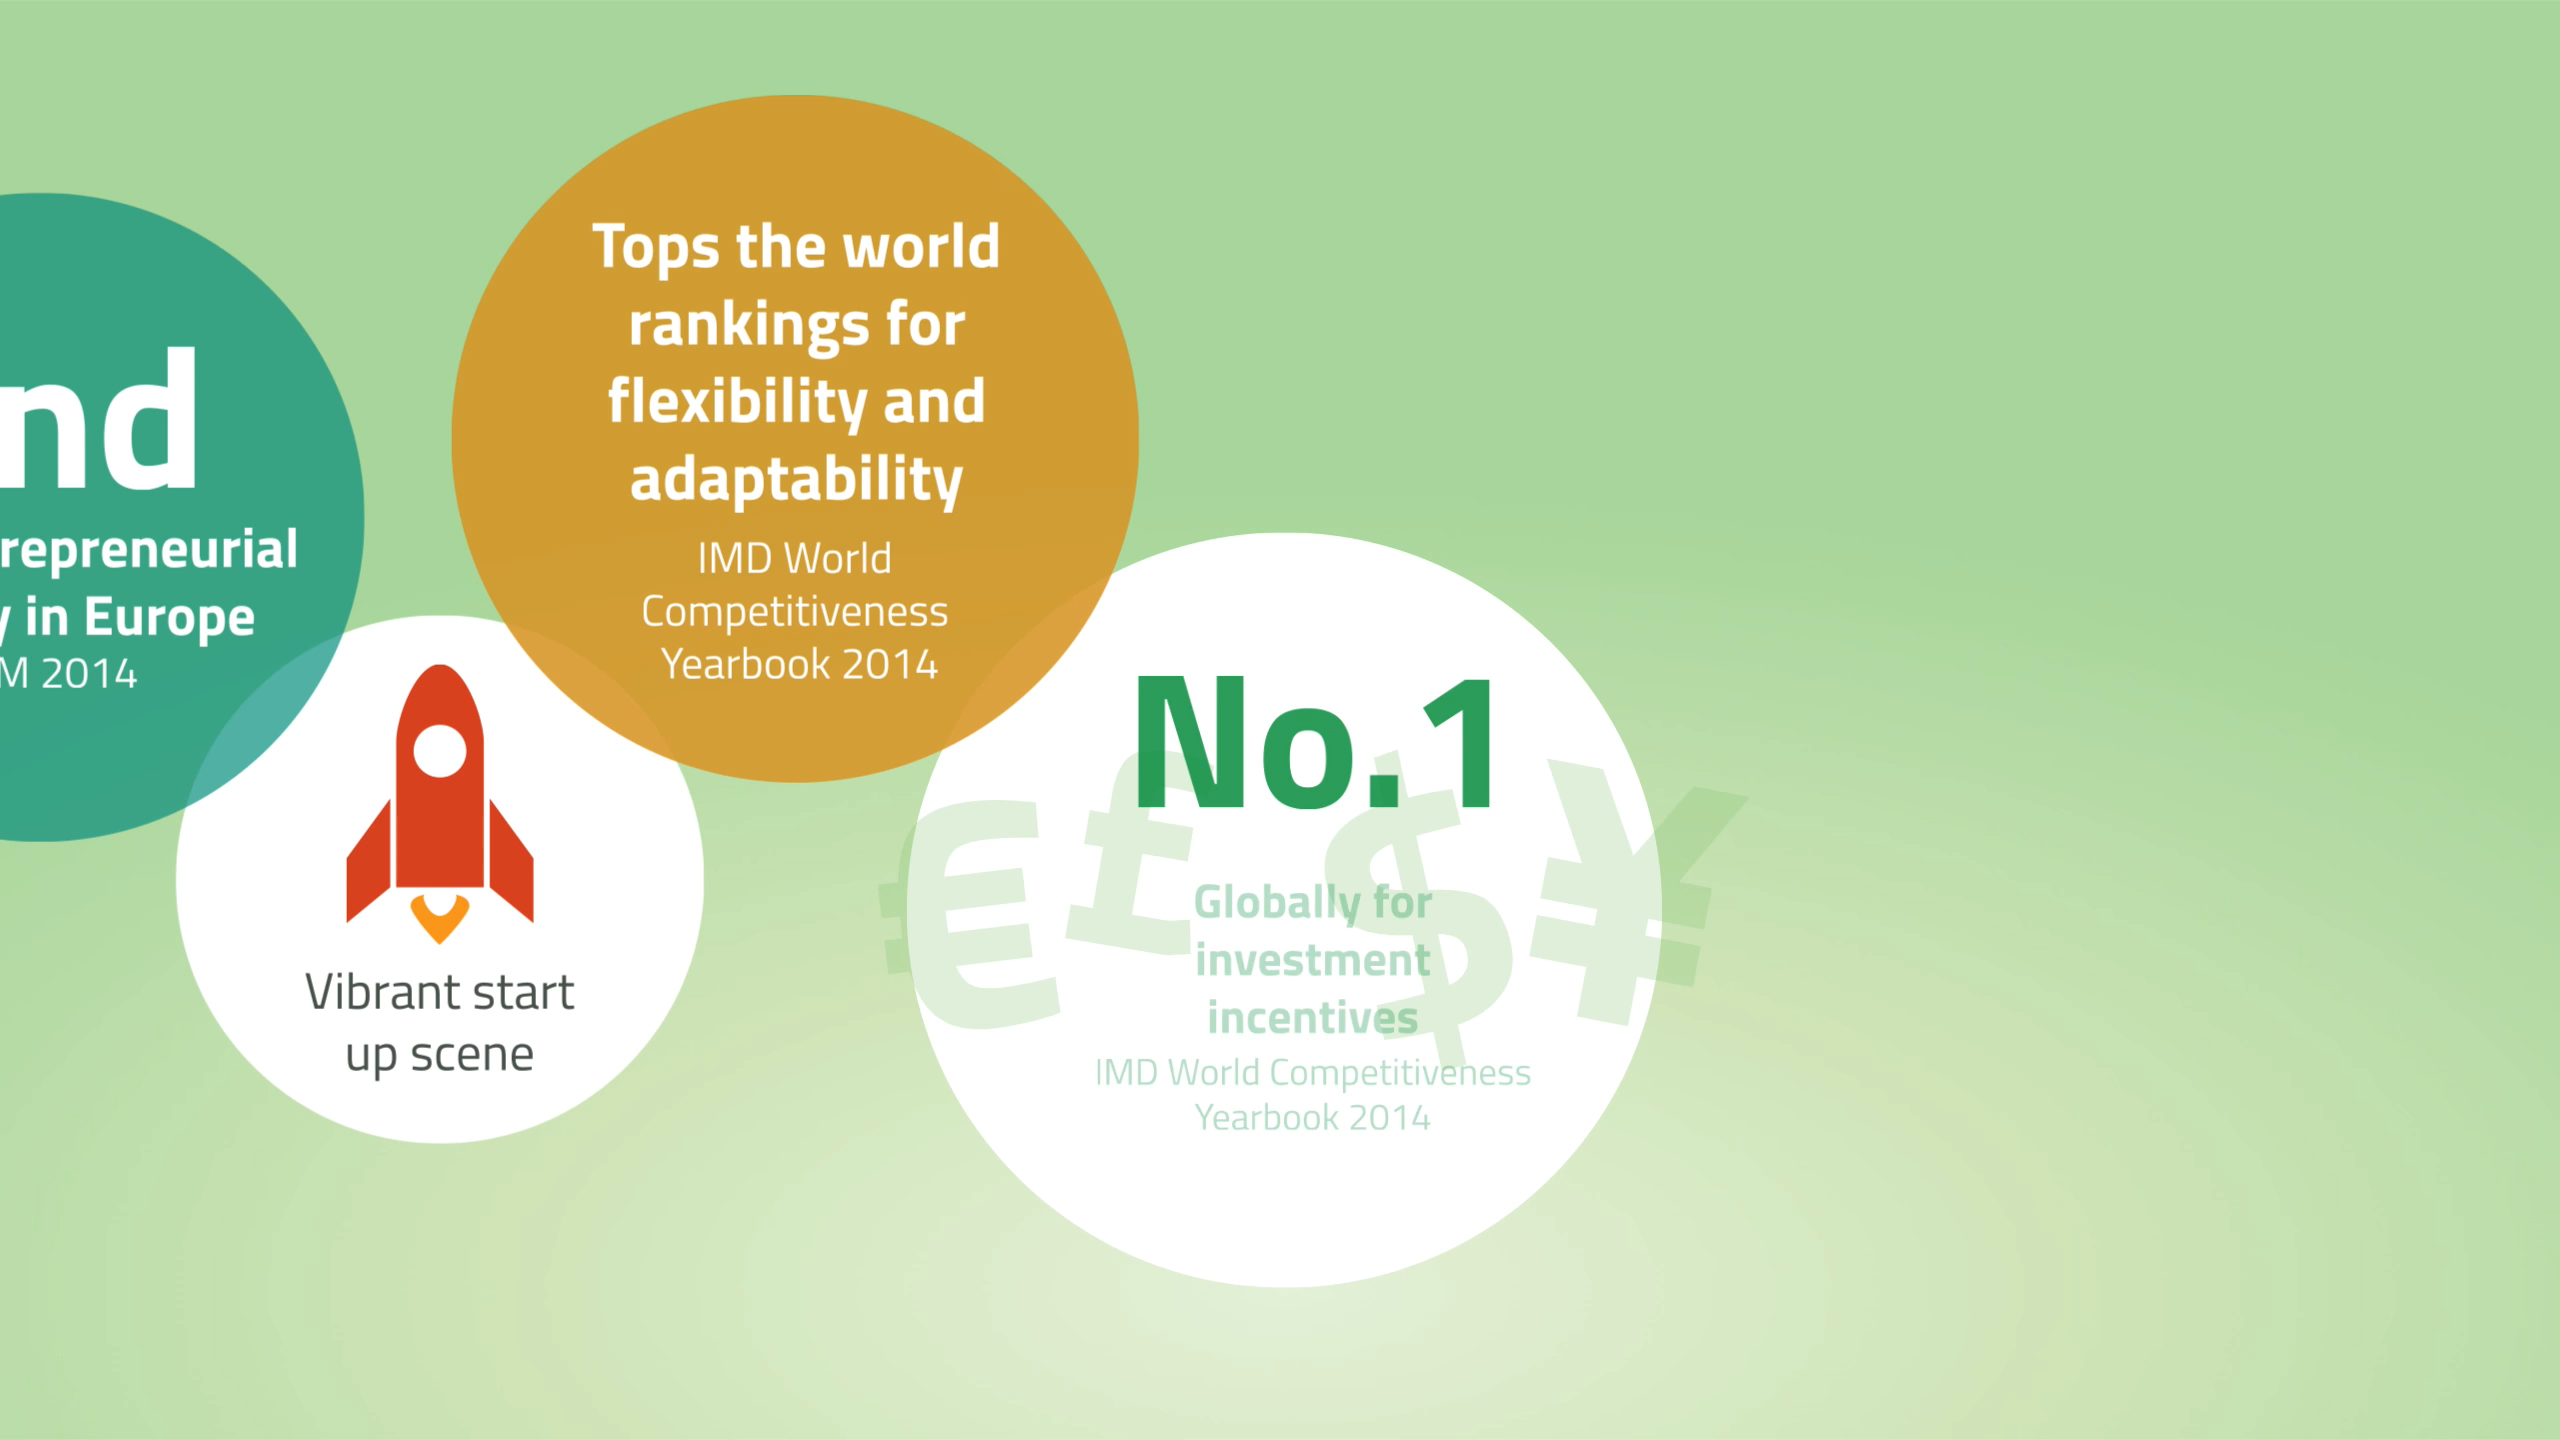 nd
repreneurial
y in Europe
M 2014
Vibrant start
up scene
Tops the world
rankings for
flexibility and
adaptability
IMD World
Competitiveness
Yearbook 2014
No.1
€ £ $ ¥
Globally for
investment
incentives
IMD World Competitiveness
Yearbook 2014